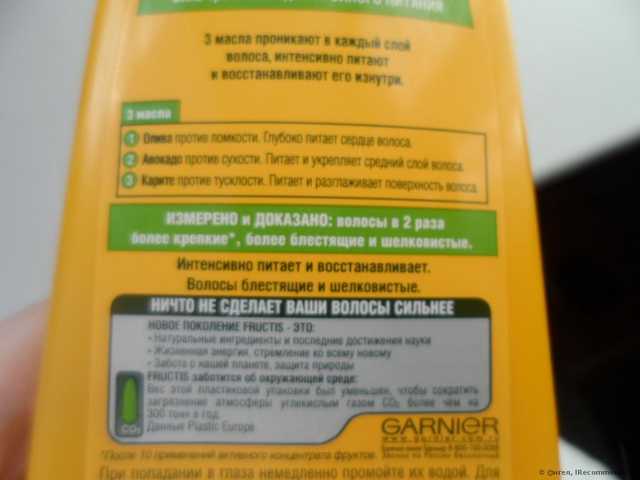 ПИТАНИЯ
3 масла проникают в каждый слой
волоса, интенсивно питают
и восстанавливают его изнутри.
3 масла
1 Олива против ломкости. Глубоко питает сердце волоса.
2 Авокадо против сухости. Питает и укрепляет средний слой волоса.
3 Карите против тусклости. Питает и разглаживает поверхность волоса.
ИЗМЕРЕНО и ДОКАЗАНО: волосы в 2 раза
более крепкие*, более блестящие и шелковистые.
Интенсивно питает и восстанавливает.
Волосы блестящие и шелковистые.
НИЧТО НЕ СДЕЛАЕТ ВАШИ ВОЛОСЫ СИЛЬНЕЕ
НОВОЕ ПОКОЛЕНИЕ FRUCTIS - ЭТО:
• Натуральные ингредиенты и последние достижения науки
• Жизненная энергия, стремление ко всему новому
• Забота о нашей планете, защита природы
FRUCTIS заботится об окружающей среде:
Вес этой пластиковой упаковки был уменьшен, чтобы сократить
загрязнение атмосферы углекислым газом CO₂ более чем на
300 тонн в год.
Данные Plastic Europe
CO₂
GARNIER
www.garnier.com.ru
*После 10 применений активного концентрата фруктов.
При попадании в глаза немедленно промойте их водой. Для
© Онгел, IRecommend